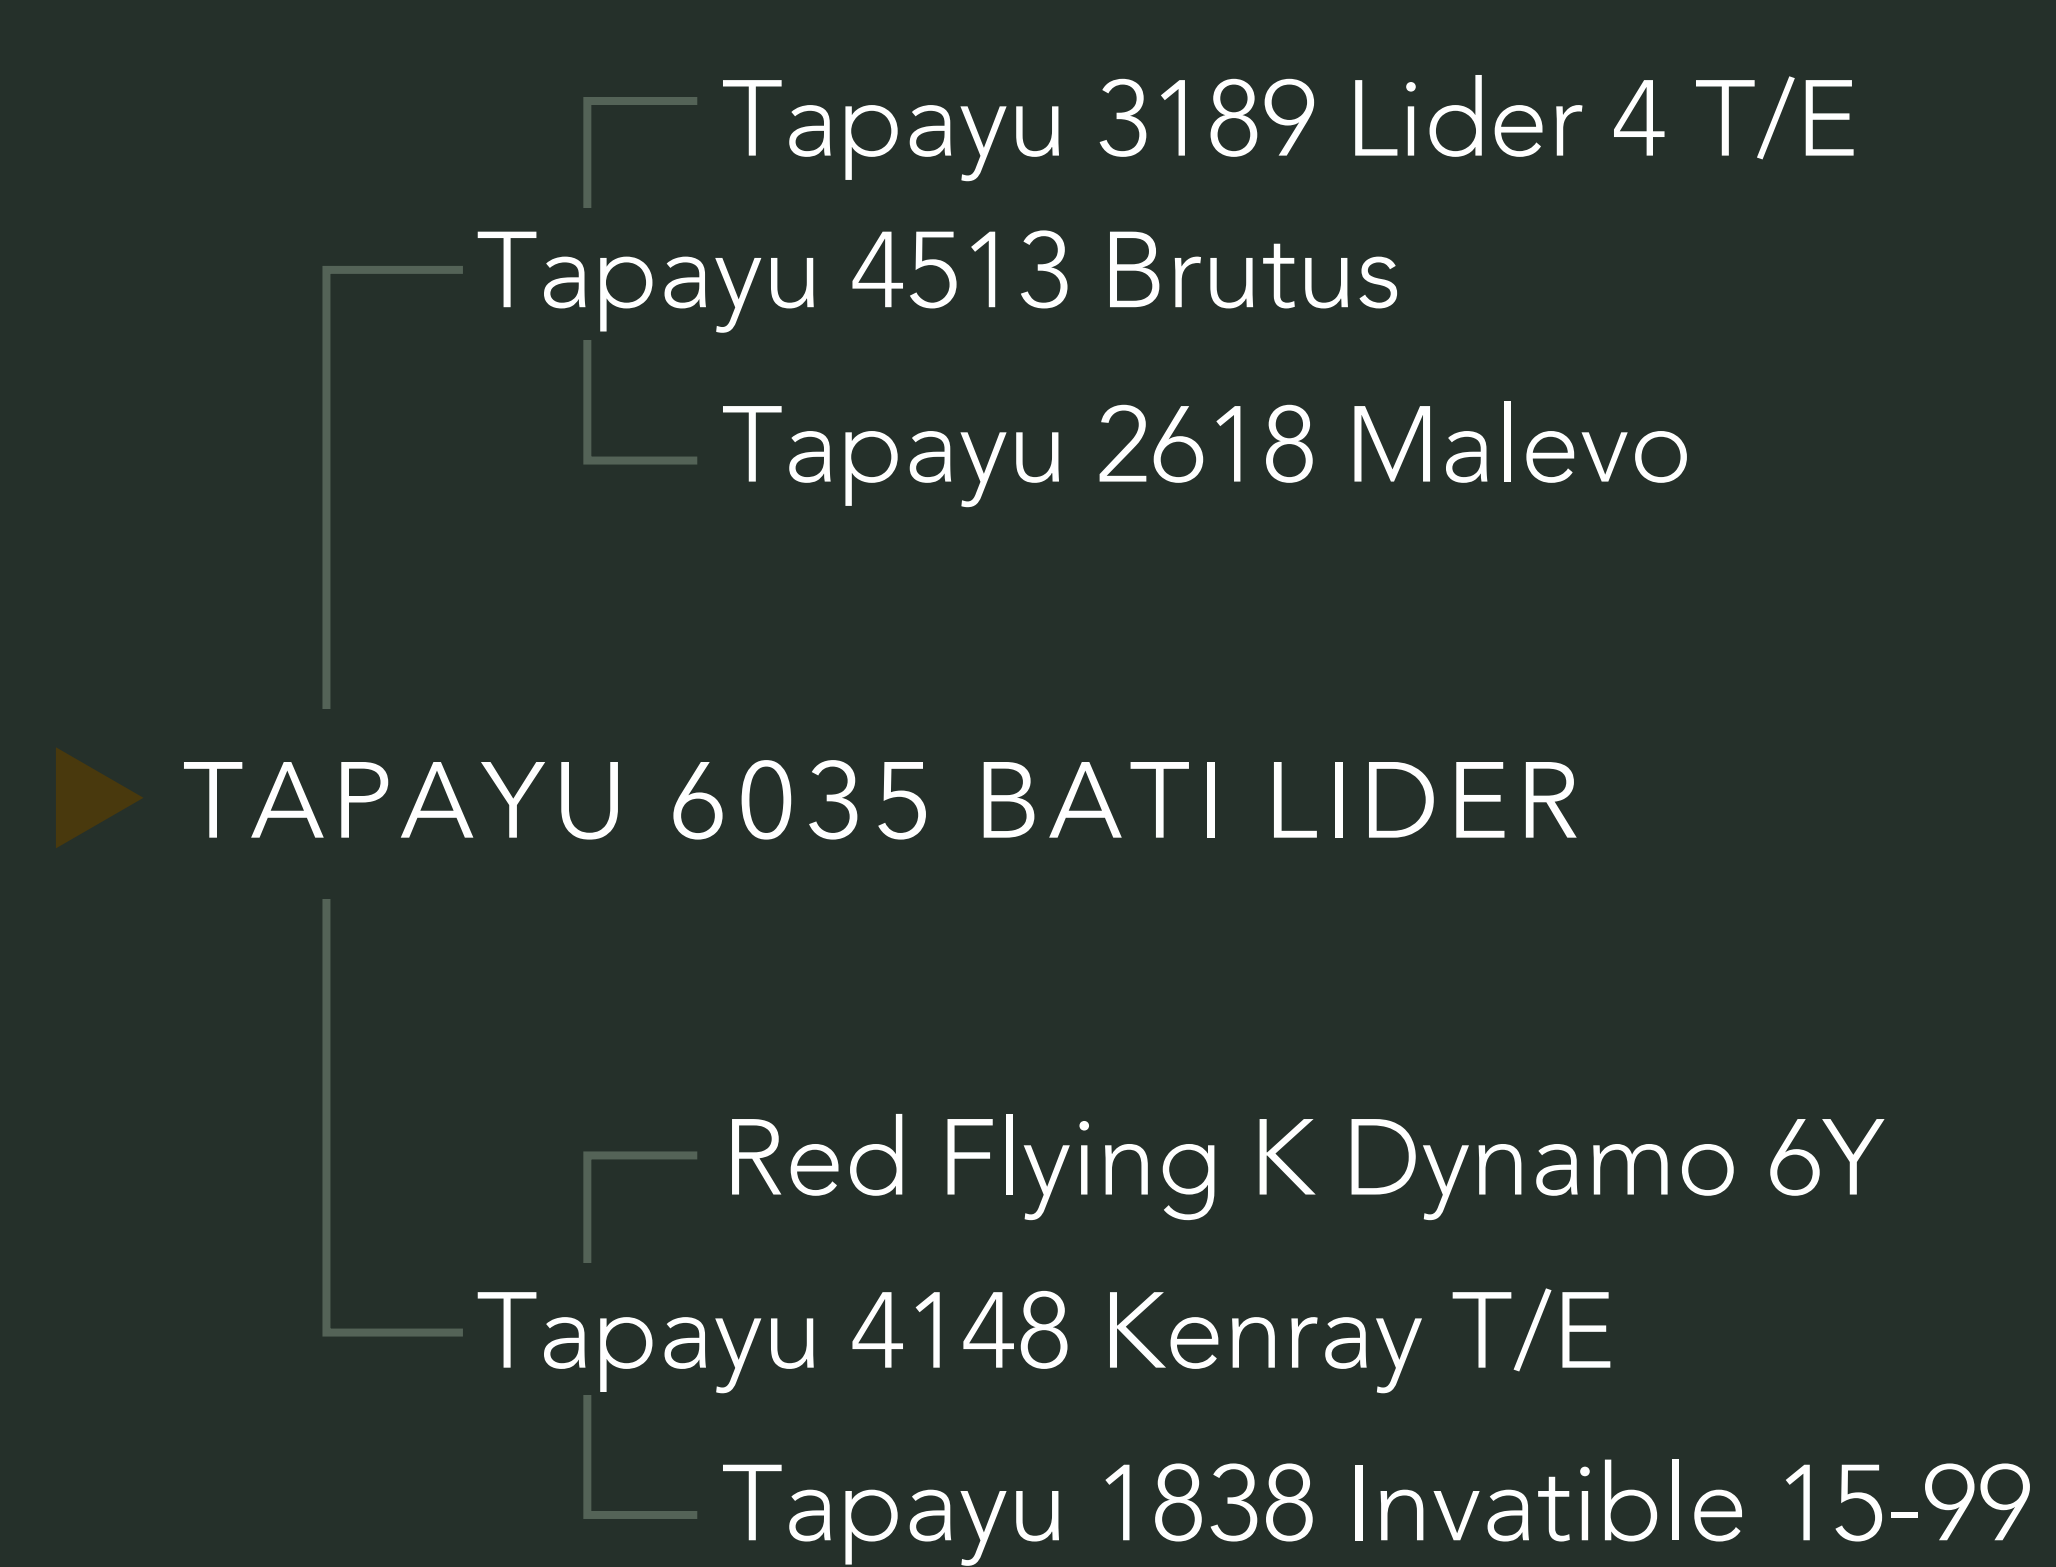 Tapayu 3189 Lider 4 T/E
Tapayu 4513 Brutus
Tapayu 2618 Malevo
TAPAYU 6035 BATI LIDER
Red Flying K Dynamo 6Y
Tapayu 4148 Kenray T/E
Tapayu 1838 Invatible 15-99